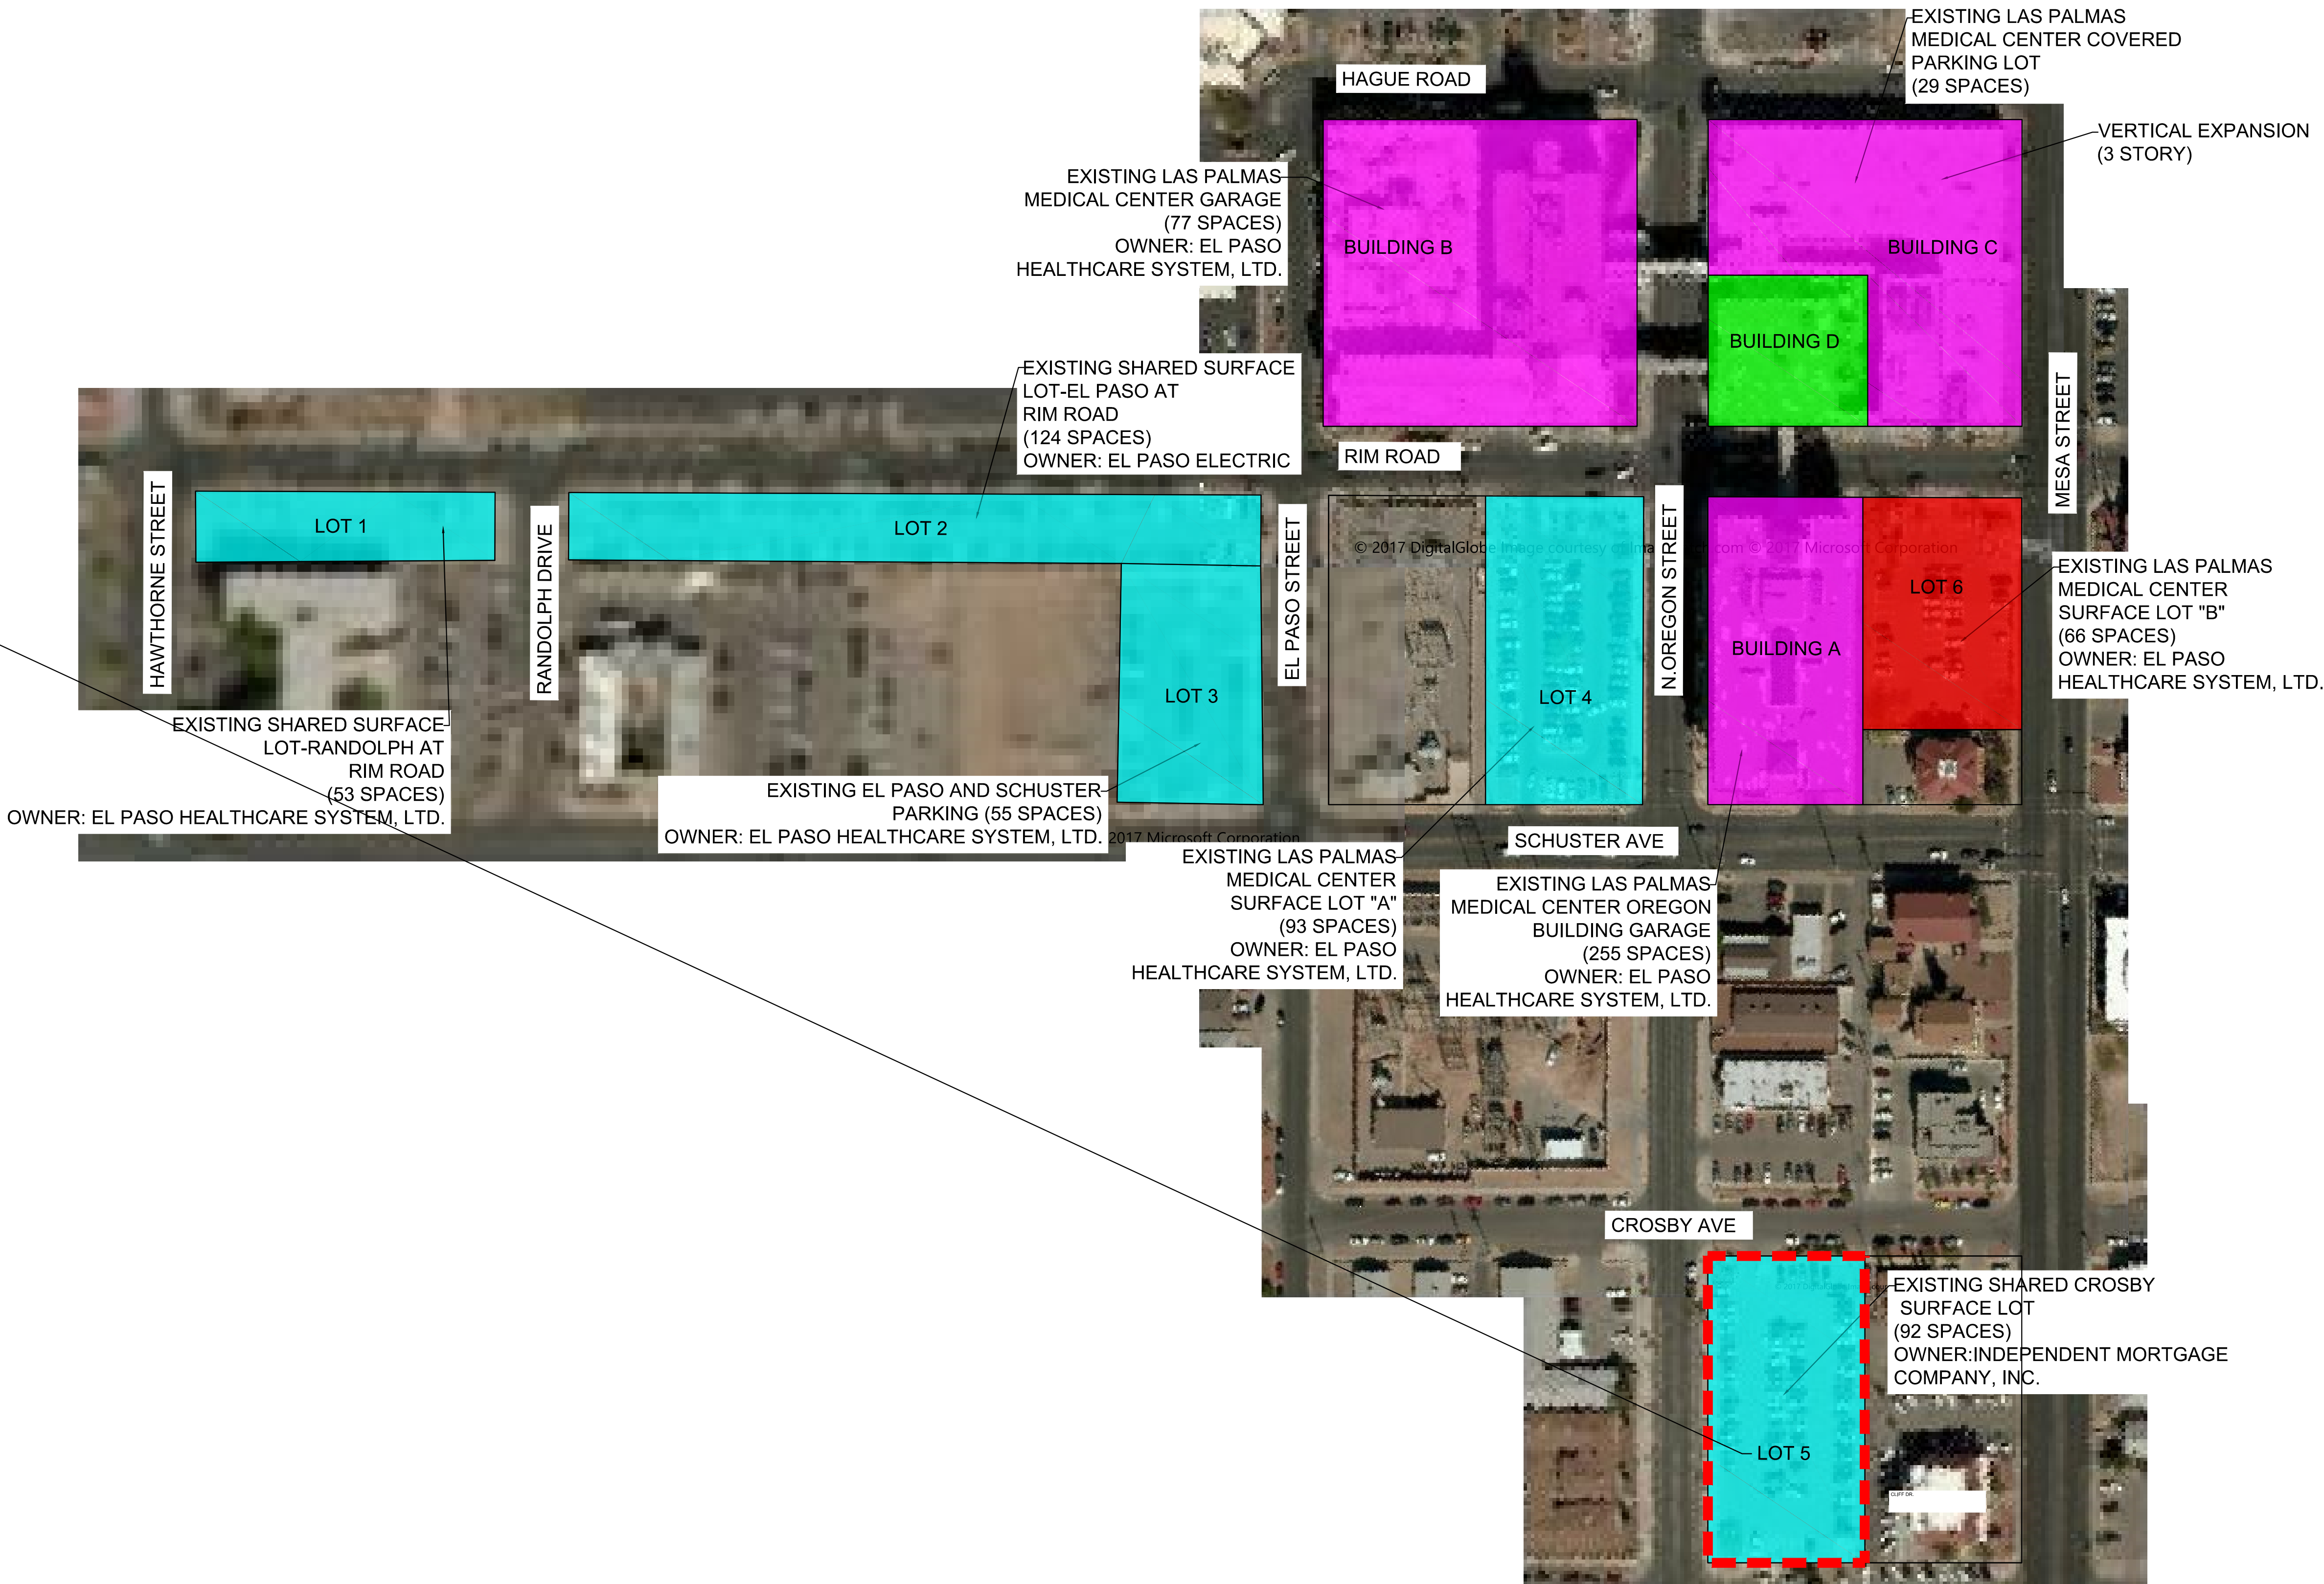 EXISTING LAS PALMAS
MEDICAL CENTER COVERED
PARKING LOT
(29 SPACES)
HAGUE ROAD
VERTICAL EXPANSION
(3 STORY)
EXISTING LAS PALMAS
MEDICAL CENTER GARAGE
(77 SPACES)
OWNER: EL PASO
HEALTHCARE SYSTEM, LTD.
BUILDING B
BUILDING C
BUILDING D
EXISTING SHARED SURFACE
LOT-EL PASO AT
RIM ROAD
(124 SPACES)
OWNER: EL PASO ELECTRIC
RIM ROAD
MESA STREET
HAWTHORNE STREET
LOT 1
RANDOLPH DRIVE
LOT 2
EL PASO STREET
N.OREGON STREET
© 2017 DigitalGlobe Image courtesy of
.com © 2017 Microsoft Corporation
LOT 6
EXISTING LAS PALMAS
MEDICAL CENTER
SURFACE LOT "B"
(66 SPACES)
OWNER: EL PASO
HEALTHCARE SYSTEM, LTD.
BUILDING A
LOT 3
LOT 4
EXISTING SHARED SURFACE
LOT-RANDOLPH AT
RIM ROAD
(53 SPACES)
OWNER: EL PASO HEALTHCARE SYSTEM, LTD.
EXISTING EL PASO AND SCHUSTER
PARKING (55 SPACES)
OWNER: EL PASO HEALTHCARE SYSTEM, LTD.
2017 Microsoft Corporation
SCHUSTER AVE
EXISTING LAS PALMAS
MEDICAL CENTER
SURFACE LOT "A"
(93 SPACES)
OWNER: EL PASO
HEALTHCARE SYSTEM, LTD.
EXISTING LAS PALMAS
MEDICAL CENTER OREGON
BUILDING GARAGE
(255 SPACES)
OWNER: EL PASO
HEALTHCARE SYSTEM, LTD.
CROSBY AVE
EXISTING SHARED CROSBY
SURFACE LOT
(92 SPACES)
OWNER:INDEPENDENT MORTGAGE
COMPANY, INC.
LOT 5
CLIFF DR.